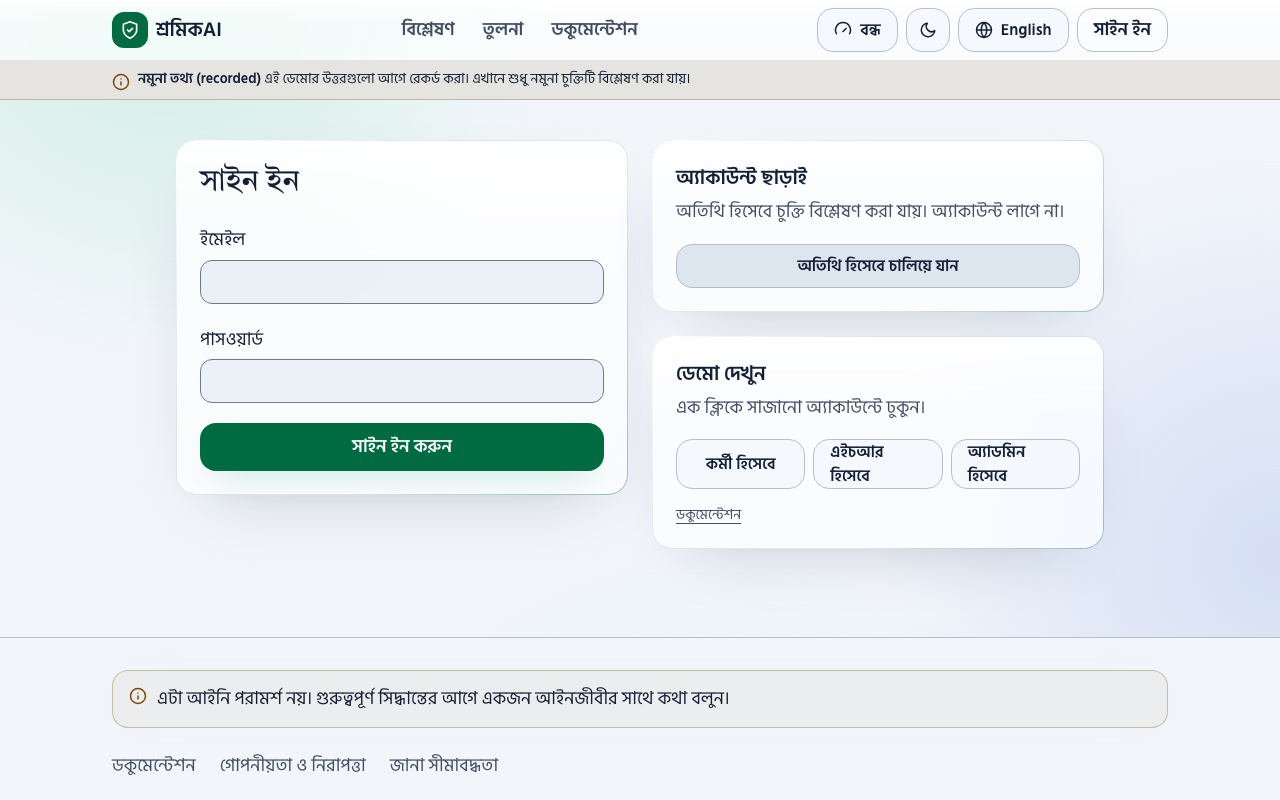 শ্রমিকAI
বিশ্লেষণ তুলনা ডকুমেন্টেশন
বন্ধ English সাইন ইন
নমুনা তথ্য (recorded) এই ডেমোর উত্তরগুলো আগে রেকর্ড করা। এখানে শুধু নমুনা চুক্তিটি বিশ্লেষণ করা যায়।
সাইন ইন
ইমেইল
পাসওয়ার্ড
সাইন ইন করুন
অ্যাকাউন্ট ছাড়াই
অতিথি হিসেবে চুক্তি বিশ্লেষণ করা যায়। অ্যাকাউন্ট লাগে না।
অতিথি হিসেবে চালিয়ে যান
ডেমো দেখুন
এক ক্লিকে সাজানো অ্যাকাউন্টে ঢুকুন।
কর্মী হিসেবে
এইচআর
হিসেবে
অ্যাডমিন
হিসেবে
ডকুমেন্টেশন
এটা আইনি পরামর্শ নয়। গুরুত্বপূর্ণ সিদ্ধান্তের আগে একজন আইনজীবীর সাথে কথা বলুন।
ডকুমেন্টেশন গোপনীয়তা ও নিরাপত্তা জানা সীমাবদ্ধতা